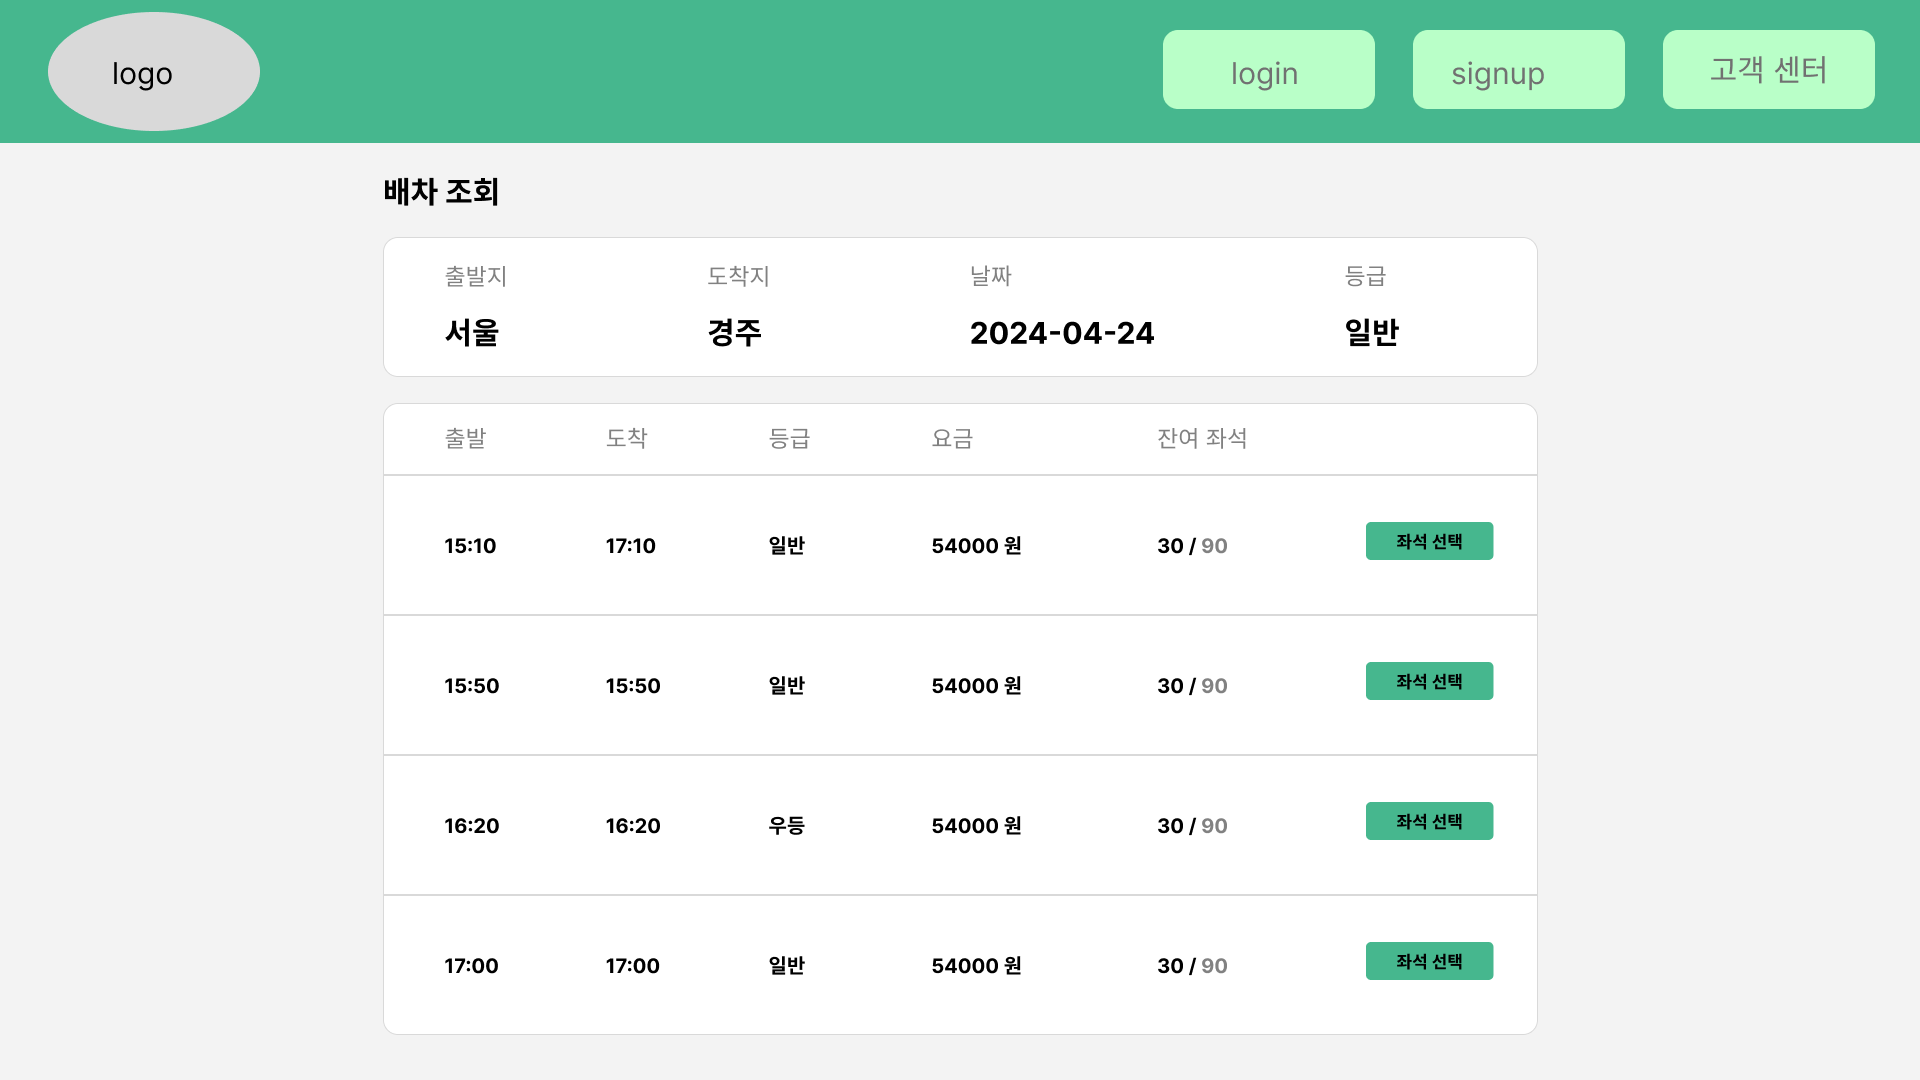 logo
login
signup
고객 센터
배차 조회
출발지 도착지 날짜 등급
서울 경주 2024-04-24 일반
출발 도착 등급 요금 잔여 좌석
15:10 17:10 일반 54000 원 30 / 90 좌석 선택
15:50 15:50 일반 54000 원 30 / 90 좌석 선택
16:20 16:20 우등 54000 원 30 / 90 좌석 선택
17:00 17:00 일반 54000 원 30 / 90 좌석 선택